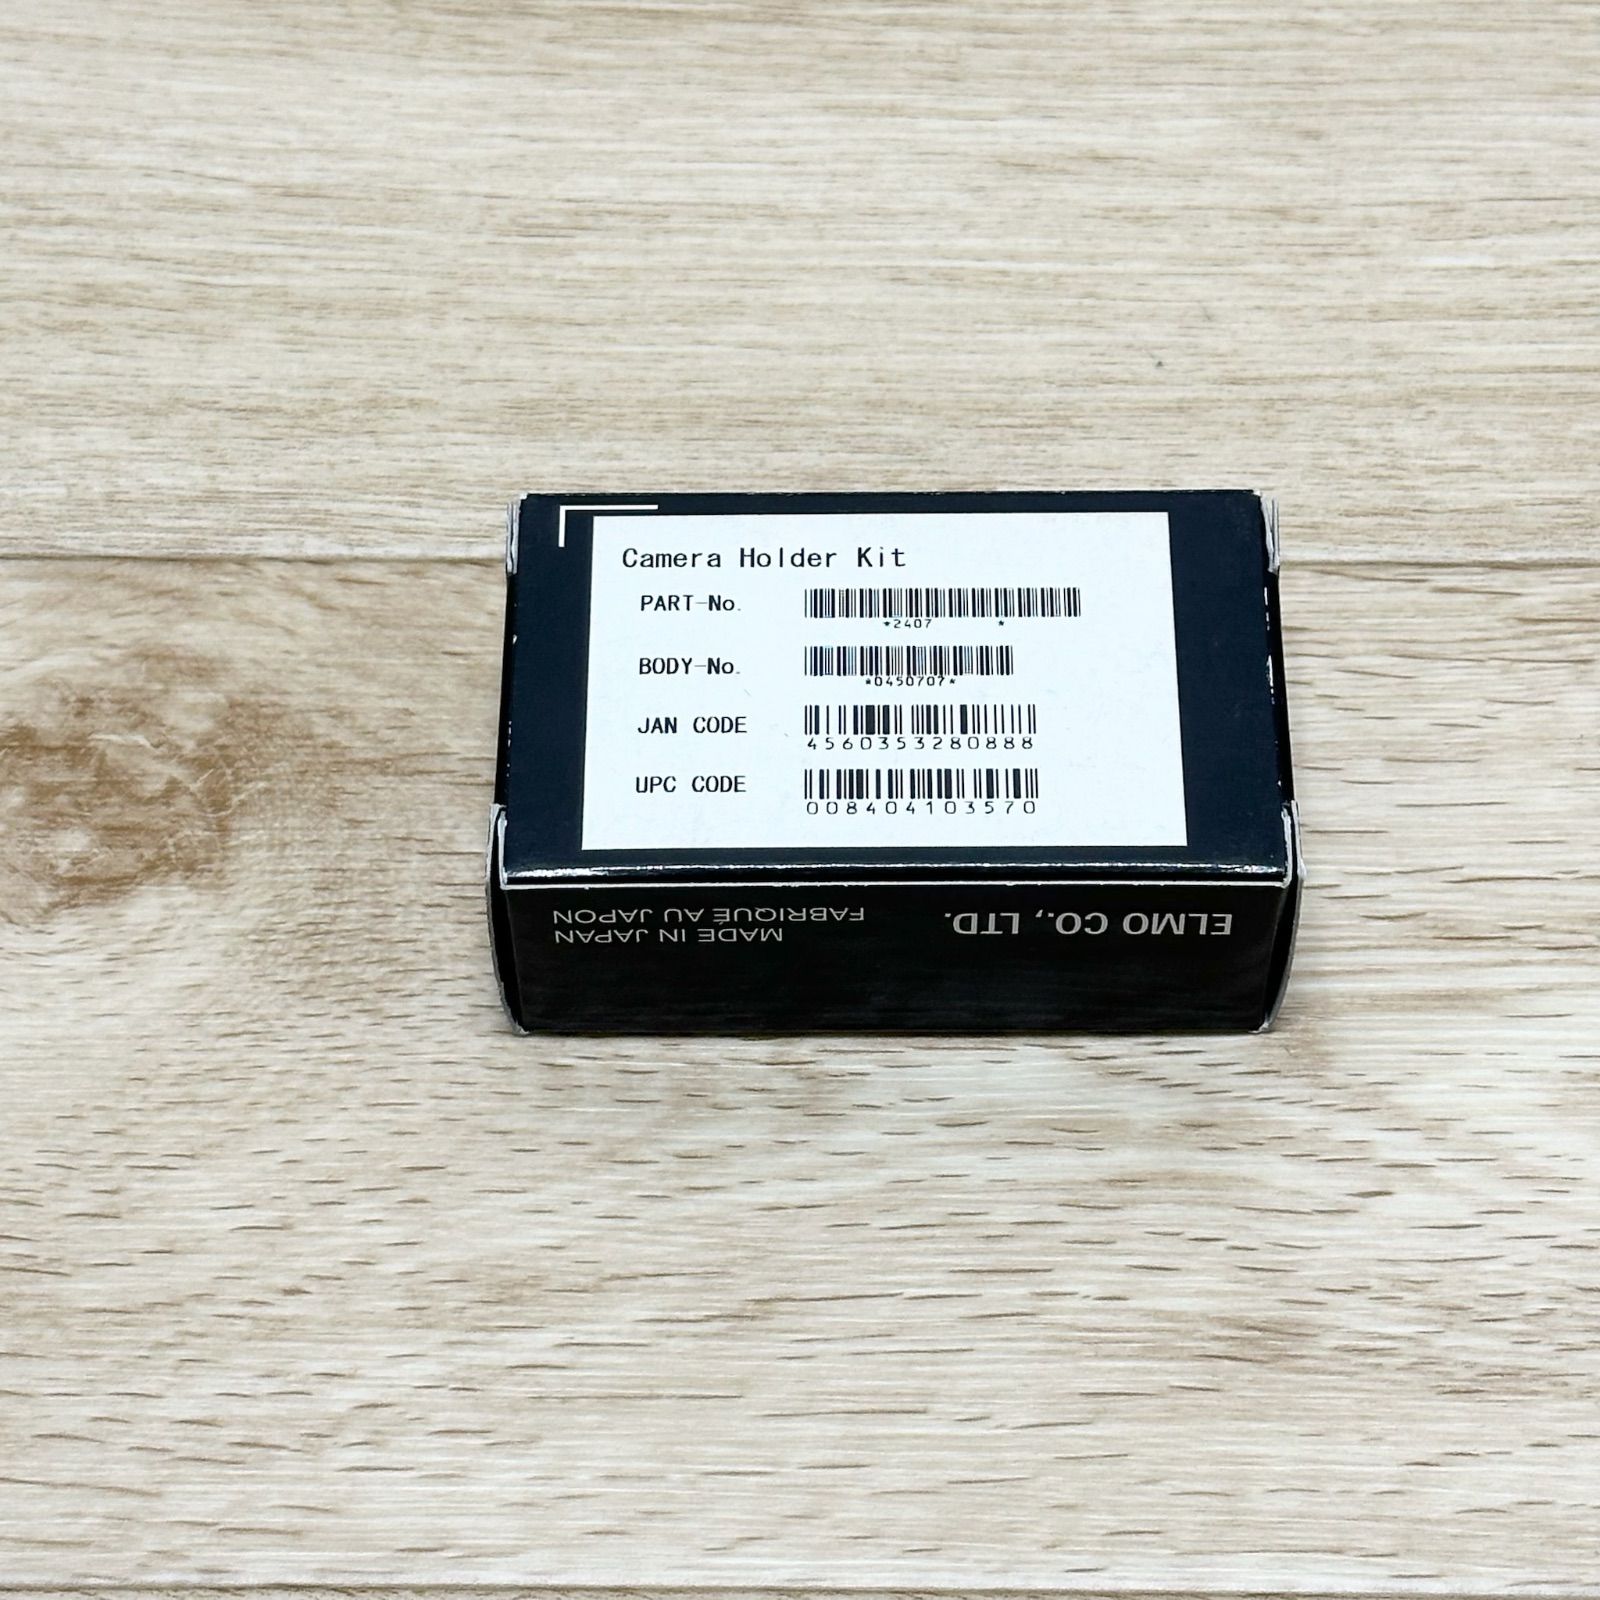 Camera Holder Kit
PART-No.
*2407 *
BODY-No.
*0450707*
JAN CODE
4560353280888
UPC CODE
008404103570
ELMO CO., LTD.
MADE IN JAPAN
FABRIQUÉ AU JAPON